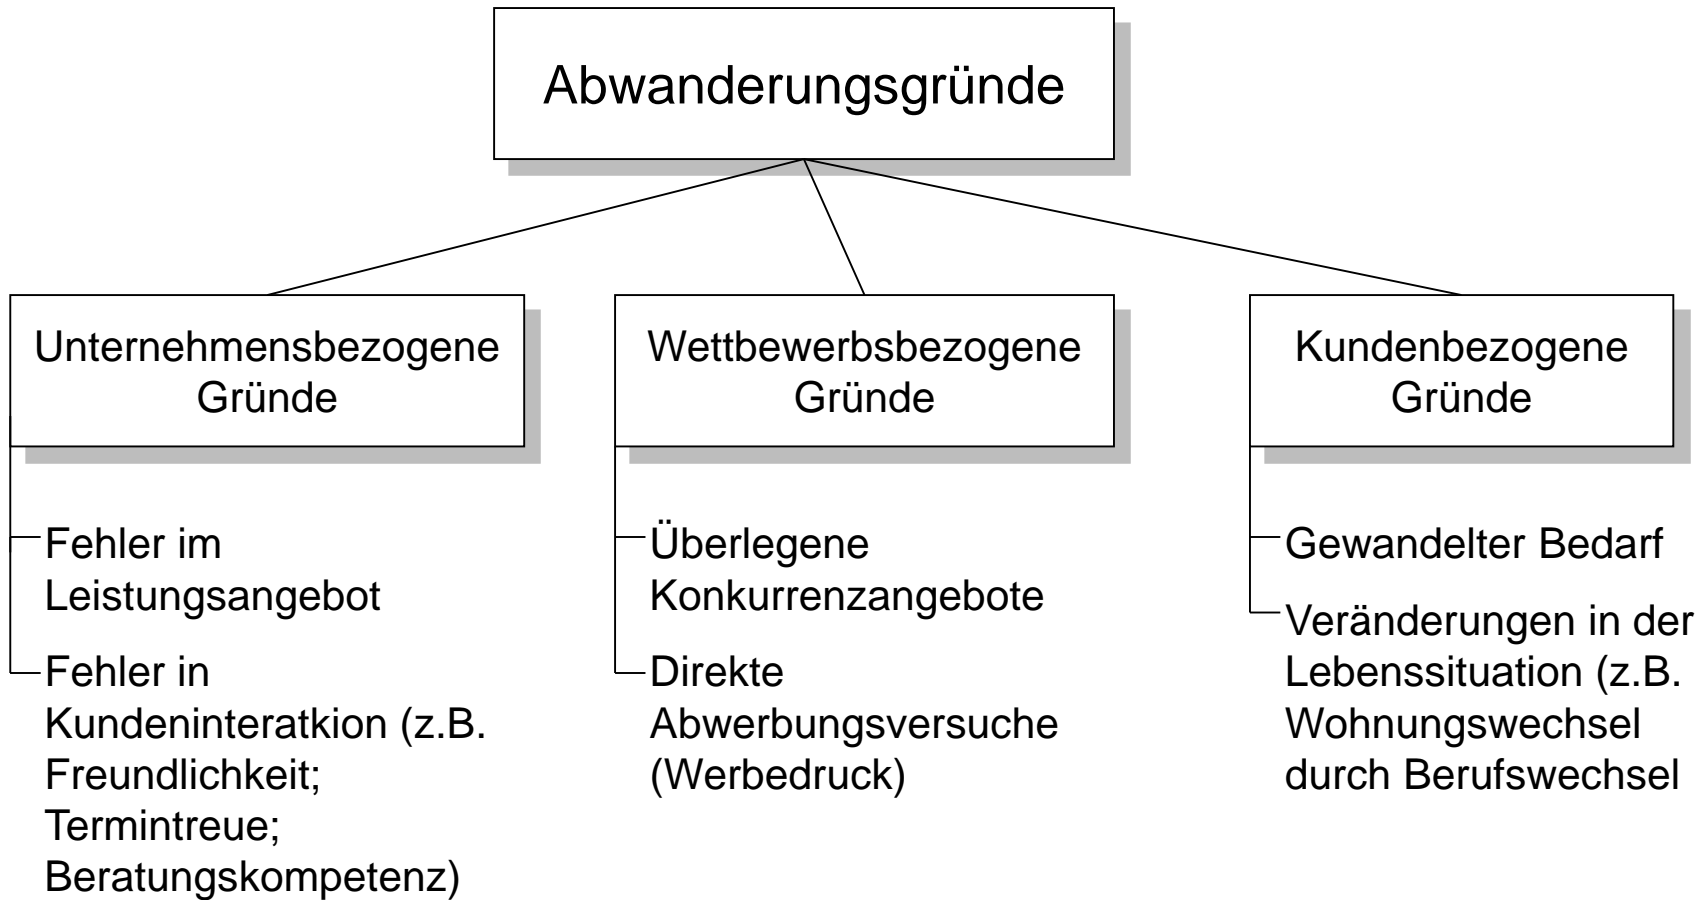 Abwanderungsgründe
Unternehmensbezogene
Gründe
Fehler im
Leistungsangebot
Fehler in
Kundeninteratkion (z.B.
Freundlichkeit;
Termintreue;
Beratungskompetenz)
Wettbewerbsbezogene
Gründe
Überlegene
Konkurrenzangebote
Direkte
Abwerbungsversuche
(Werbedruck)
Kundenbezogene
Gründe
Gewandelter Bedarf
Veränderungen in der
Lebenssituation (z.B.
Wohnungswechsel
durch Berufswechsel